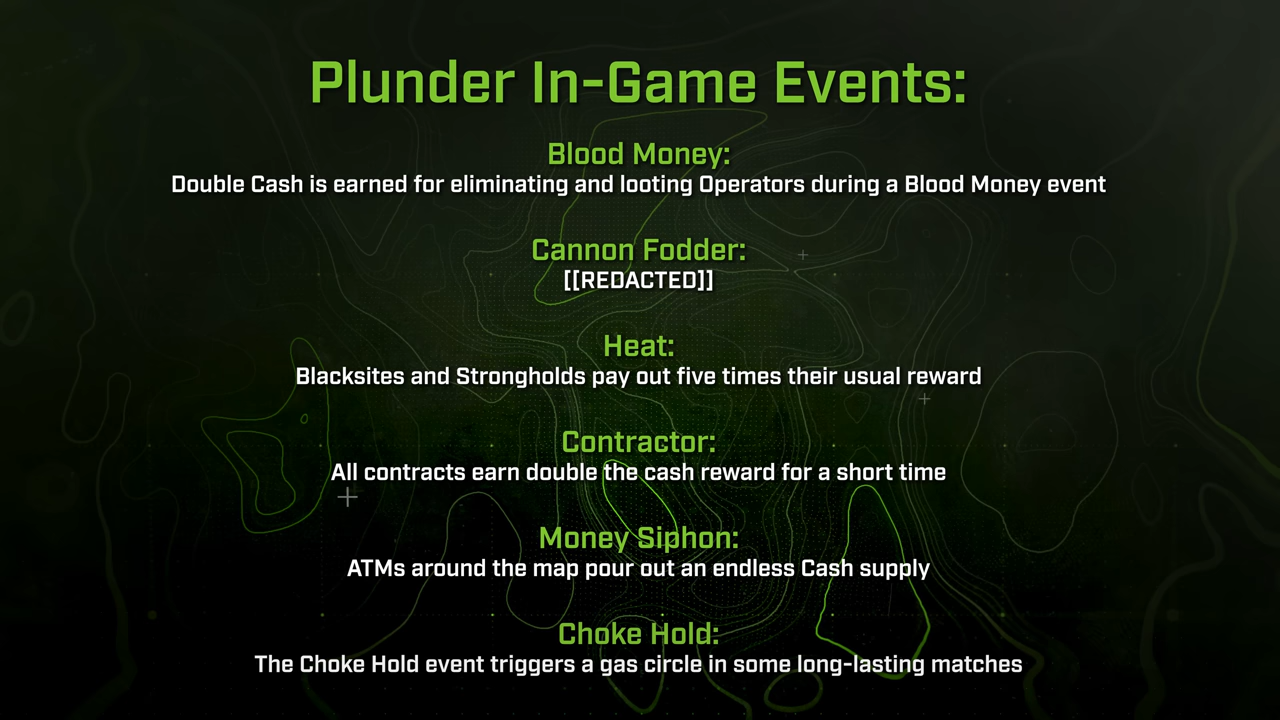 Plunder In-Game Events:
Blood Money:
Double Cash is earned for eliminating and looting Operators during a Blood Money event
Cannon Fodder:
[[REDACTED]]
Heat:
Blacksites and Strongholds pay out five times their usual reward
Contractor:
All contracts earn double the cash reward for a short time
Money Siphon:
ATMs around the map pour out an endless Cash supply
Choke Hold:
The Choke Hold event triggers a gas circle in some long-lasting matches